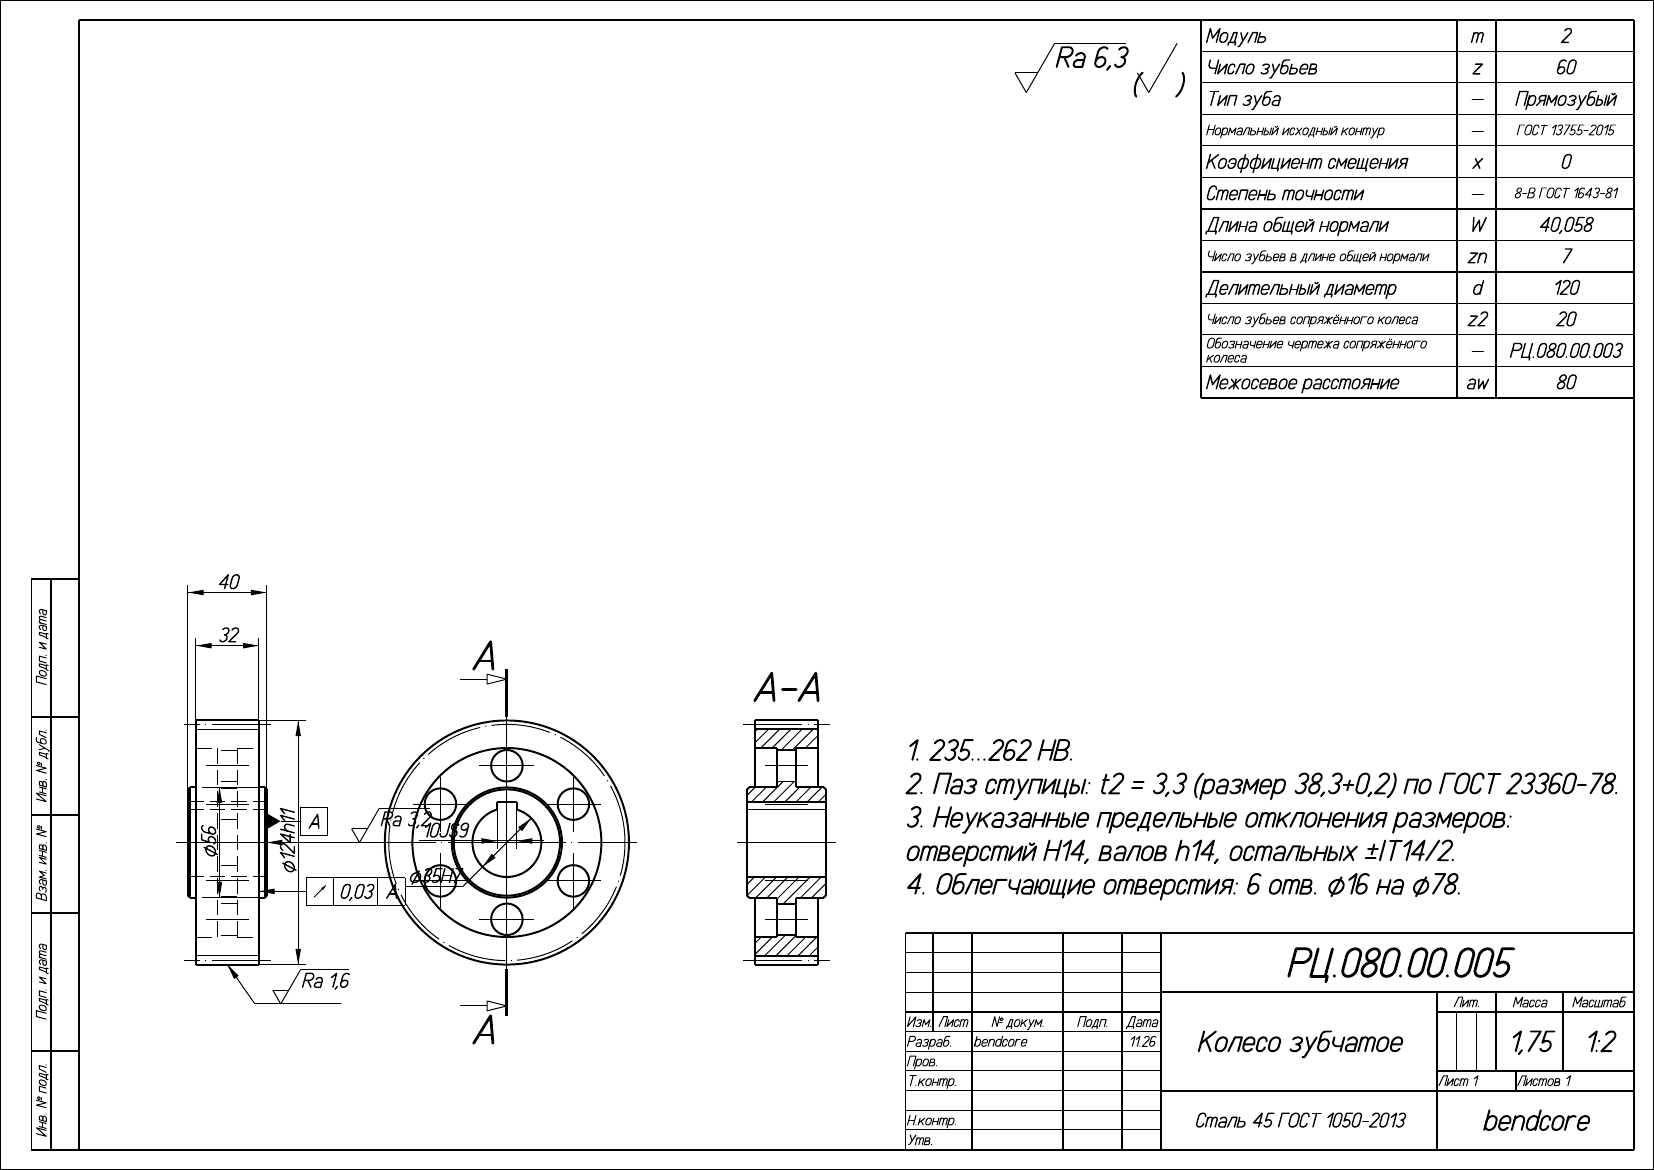 Ra 6,3
( )
Модуль m 2
Число зубьев z 60
Тип зуба — Прямозубый
Нормальный исходный контур — ГОСТ 13755-2015
Коэффициент смещения x 0
Степень точности — 8-В ГОСТ 1643-81
Длина общей нормали W 40,058
Число зубьев в длине общей нормали zn 7
Делительный диаметр d 120
Число зубьев сопряжённого колеса z2 20
Обозначение чертежа сопряжённого
колеса — РЦ.080.00.003
Межосевое расстояние aw 80
40
32
А
А-А
ϕ56
ϕ124h11
А
Ra 3,2
10JS9
ϕ35H7
0,03 А
Ra 1,6
А
1. 235...262 НВ.
2. Паз ступицы: t2 = 3,3 (размер 38,3+0,2) по ГОСТ 23360-78.
3. Неуказанные предельные отклонения размеров:
отверстий H14, валов h14, остальных ±IT14/2.
4. Облегчающие отверстия: 6 отв. ϕ16 на ϕ78.
Подп. и дата
Инв. № дубл.
Взам. инв. №
Подп. и дата
Инв. № подл.
РЦ.080.00.005
Лит. Масса Масштаб
Изм. Лист № докум. Подп. Дата
Разраб. bendcore 11.26
Колесо зубчатое
1,75 1:2
Пров.
Т.контр.
Лист 1 Листов 1
Н.контр.
Утв.
Сталь 45 ГОСТ 1050-2013
bendcore